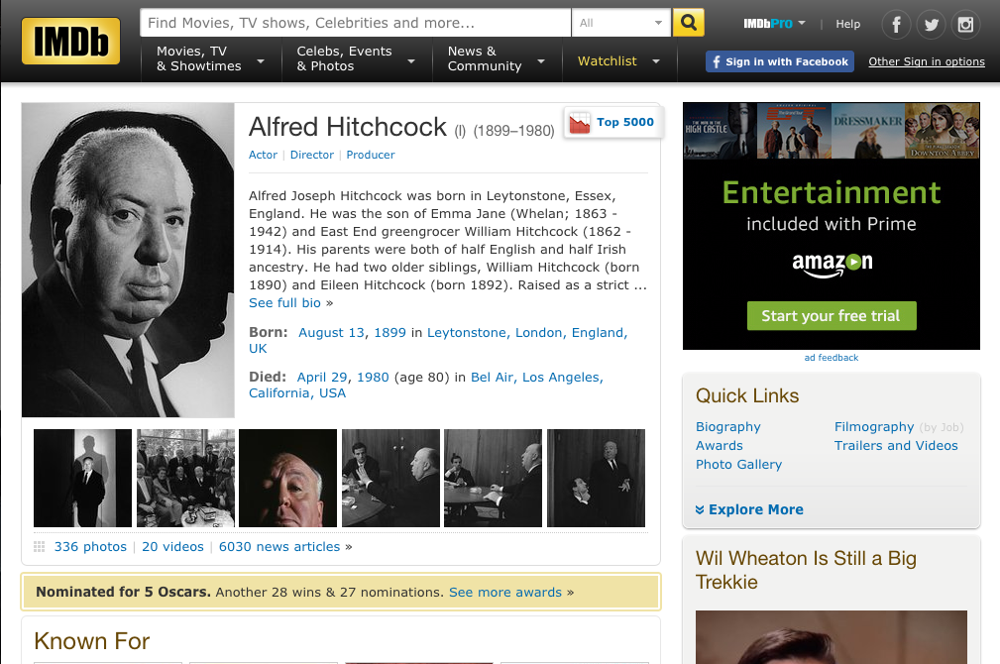 IMDb
Find Movies, TV shows, Celebrities and more...
All
IMDbPro
|
Help
Movies, TV
& Showtimes
Celebs, Events
& Photos
News &
Community
Watchlist
Sign in with Facebook
Other Sign in options
Alfred Hitchcock (I) (1899–1980)
Top 5000
Actor | Director | Producer
Alfred Joseph Hitchcock was born in Leytonstone, Essex,
England. He was the son of Emma Jane (Whelan; 1863 -
1942) and East End greengrocer William Hitchcock (1862 -
1914). His parents were both of half English and half Irish
ancestry. He had two older siblings, William Hitchcock (born
1890) and Eileen Hitchcock (born 1892). Raised as a strict ...
See full bio »
Born: August 13, 1899 in Leytonstone, London, England,
UK
Died: April 29, 1980 (age 80) in Bel Air, Los Angeles,
California, USA
336 photos | 20 videos | 6030 news articles »
Nominated for 5 Oscars. Another 28 wins & 27 nominations. See more awards »
Known For
HIGH CASTLE
DRESSMAKER
DOWNTON ABBEY
Entertainment
included with Prime
amazon
Start your free trial
ad feedback
Quick Links
Biography
Filmography (by Job)
Awards
Trailers and Videos
Photo Gallery
Explore More
Wil Wheaton Is Still a Big
Trekkie